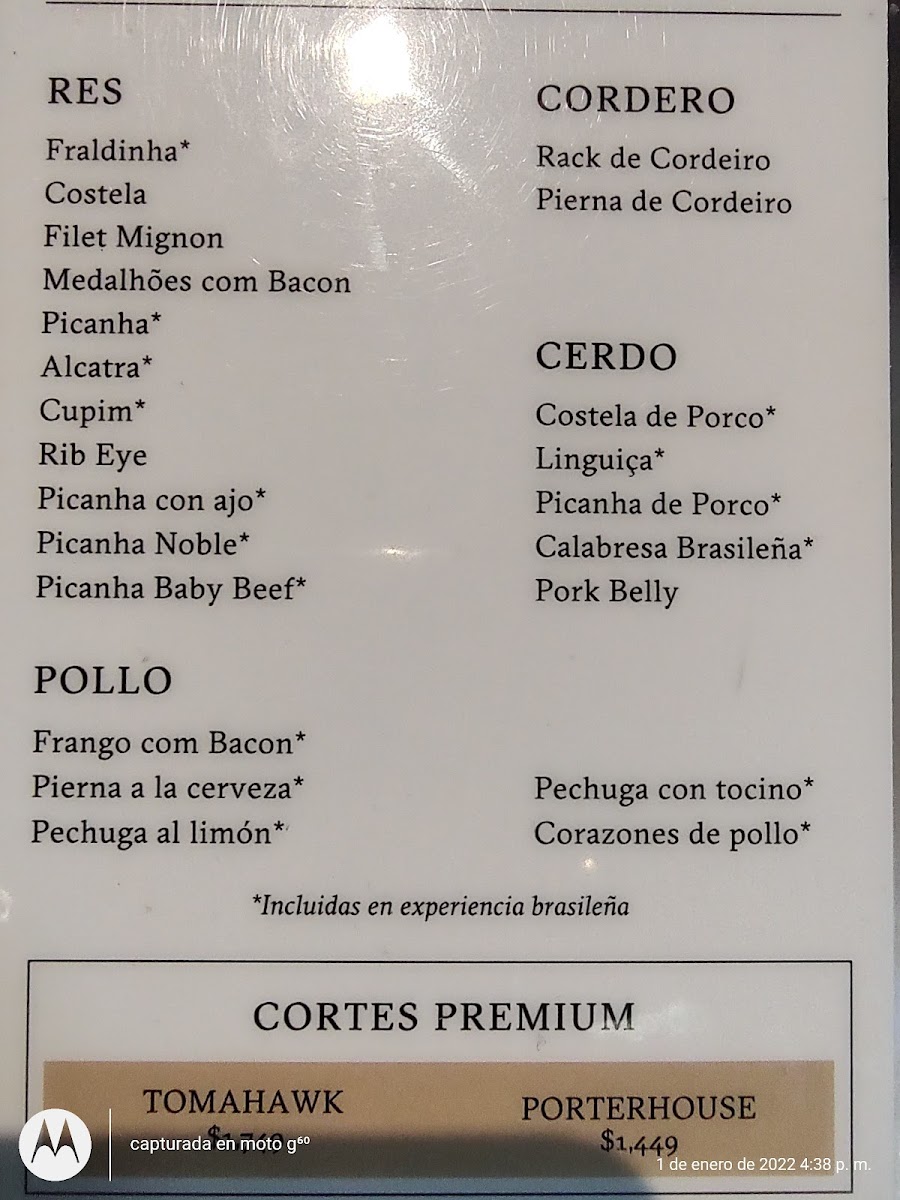 RES
Fraldinha*
Costela
Filet Mignon
Medalhões com Bacon
Picanha*
Alcatra*
Cupim*
Rib Eye
Picanha con ajo*
Picanha Noble*
Picanha Baby Beef*
CORDERO
Rack de Cordeiro
Pierna de Cordeiro
CERDO
Costela de Porco*
Linguiça*
Picanha de Porco*
Calabresa Brasileña*
Pork Belly
POLLO
Frango com Bacon*
Pierna a la cerveza*
Pechuga al limón*
Pechuga con tocino*
Corazones de pollo*
*Incluidas en experiencia brasileña
CORTES PREMIUM
TOMAHAWK
PORTERHOUSE
$1,449
capturada en moto g⁶⁰
1 de enero de 2022 4:38 p. m.